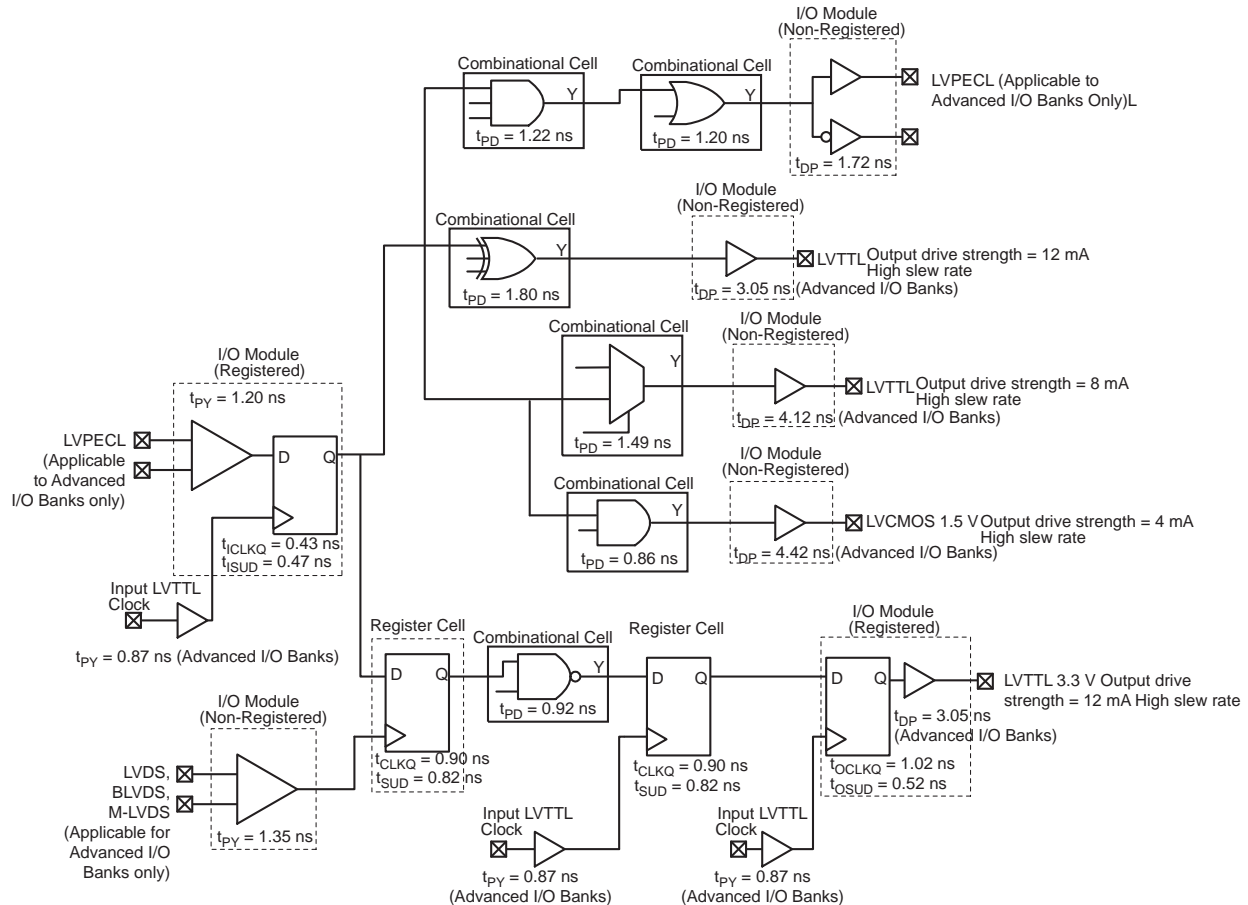 I/O Module
(Non-Registered)
Combinational Cell
Y
tPD = 1.22 ns
Combinational Cell
Y
tPD = 1.20 ns
tDP = 1.72 ns
LVPECL (Applicable to
Advanced I/O Banks Only)L
I/O Module
(Non-Registered)
Combinational Cell
Y
tPD = 1.80 ns
tDP = 3.05 ns (Advanced I/O Banks)
LVTTL Output drive strength = 12 mA
High slew rate
I/O Module
(Non-Registered)
Combinational Cell
Y
tPD = 1.49 ns
tDP = 4.12 ns (Advanced I/O Banks)
LVTTL Output drive strength = 8 mA
High slew rate
I/O Module
(Non-Registered)
Combinational Cell
Y
tPD = 0.86 ns
tDP = 4.42 ns (Advanced I/O Banks)
LVCMOS 1.5 V Output drive strength = 4 mA
High slew rate
I/O Module
(Registered)
tPY = 1.20 ns
LVPECL
(Applicable
to Advanced
I/O Banks only)
D
Q
tICLKQ = 0.43 ns
tISUD = 0.47 ns
Input LVTTL
Clock
tPY = 0.87 ns (Advanced I/O Banks)
I/O Module
(Non-Registered)
LVDS,
BLVDS,
M-LVDS
(Applicable for
Advanced I/O
Banks only)
tPY = 1.35 ns
Register Cell
D
Q
tCLKQ = 0.90 ns
tSUD = 0.82 ns
Combinational Cell
Y
tPD = 0.92 ns
Register Cell
D
Q
tCLKQ = 0.90 ns
tSUD = 0.82 ns
Input LVTTL
Clock
tPY = 0.87 ns
(Advanced I/O Banks)
I/O Module
(Registered)
D
Q
tDP = 3.05 ns
(Advanced I/O Banks)
tOCLKQ = 1.02 ns
tOSUD = 0.52 ns
LVTTL 3.3 V Output drive
strength = 12 mA High slew rate
Input LVTTL
Clock
tPY = 0.87 ns
(Advanced I/O Banks)